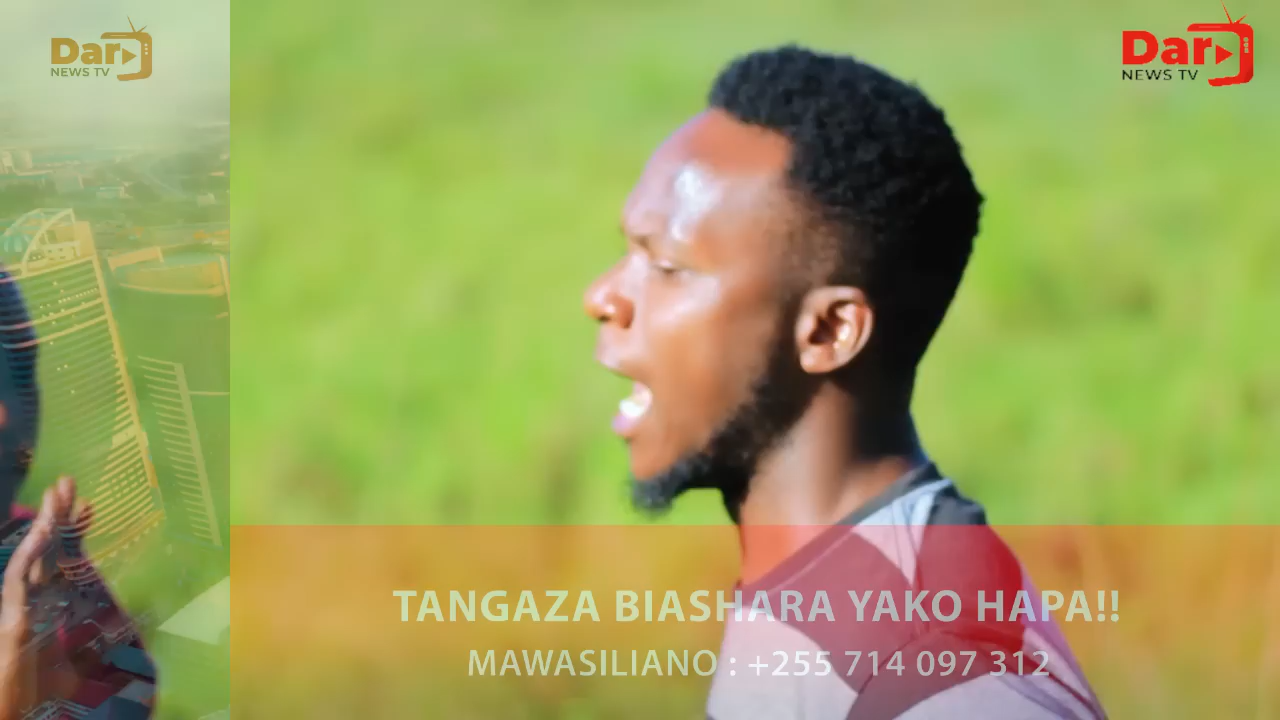 Dar
NEWS TV
Dar
NEWS TV
TANGAZA BIASHARA YAKO HAPA!!
MAWASILIANO : +255 714 097 312